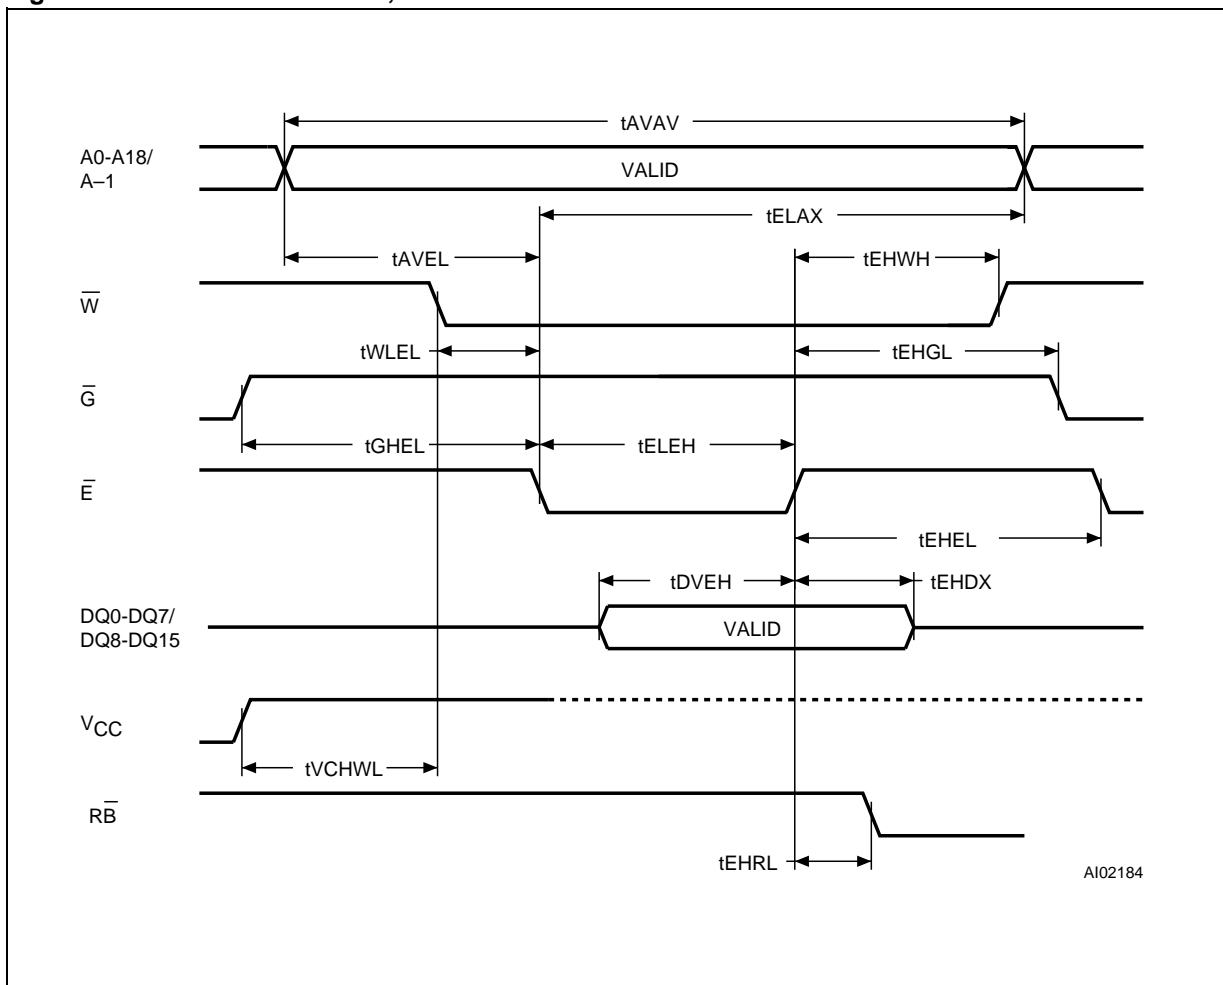 tAVAV
A0-A18/
A–1
VALID
tELAX
tAVEL
tEHWH
W̅
tWLEL
tEHGL
G̅
tGHEL
tELEH
E̅
tEHEL
tDVEH
tEHDX
DQ0-DQ7/
DQ8-DQ15
VALID
VCC
tVCHWL
RB̅
tEHRL
AI02184